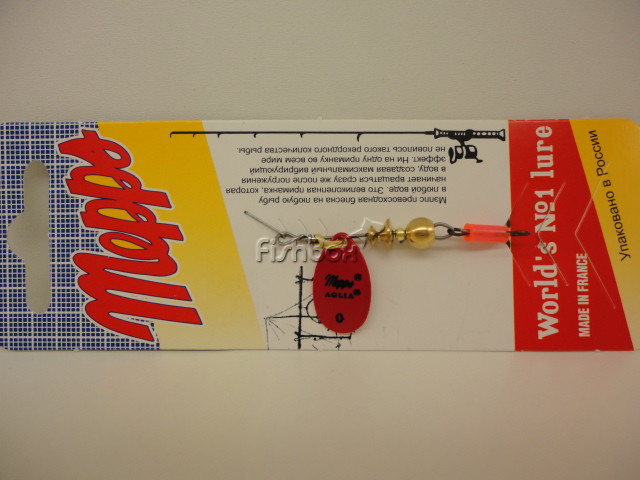 Mepps
Мэппс превосходная блесна на любую рыбу
в любой воде. Это великолепная приманка, которая
начинает вращаться же сразу после погружения
в воду, создавая максимальный вибрирующий
эффект. Ни на одну приманку во всем мире
не ловилось такого рекордного количества рыбы.
Fishbox
Mepps®
AGLIA®
0
World's No1 lure
MADE IN FRANCE
Упаковано в России